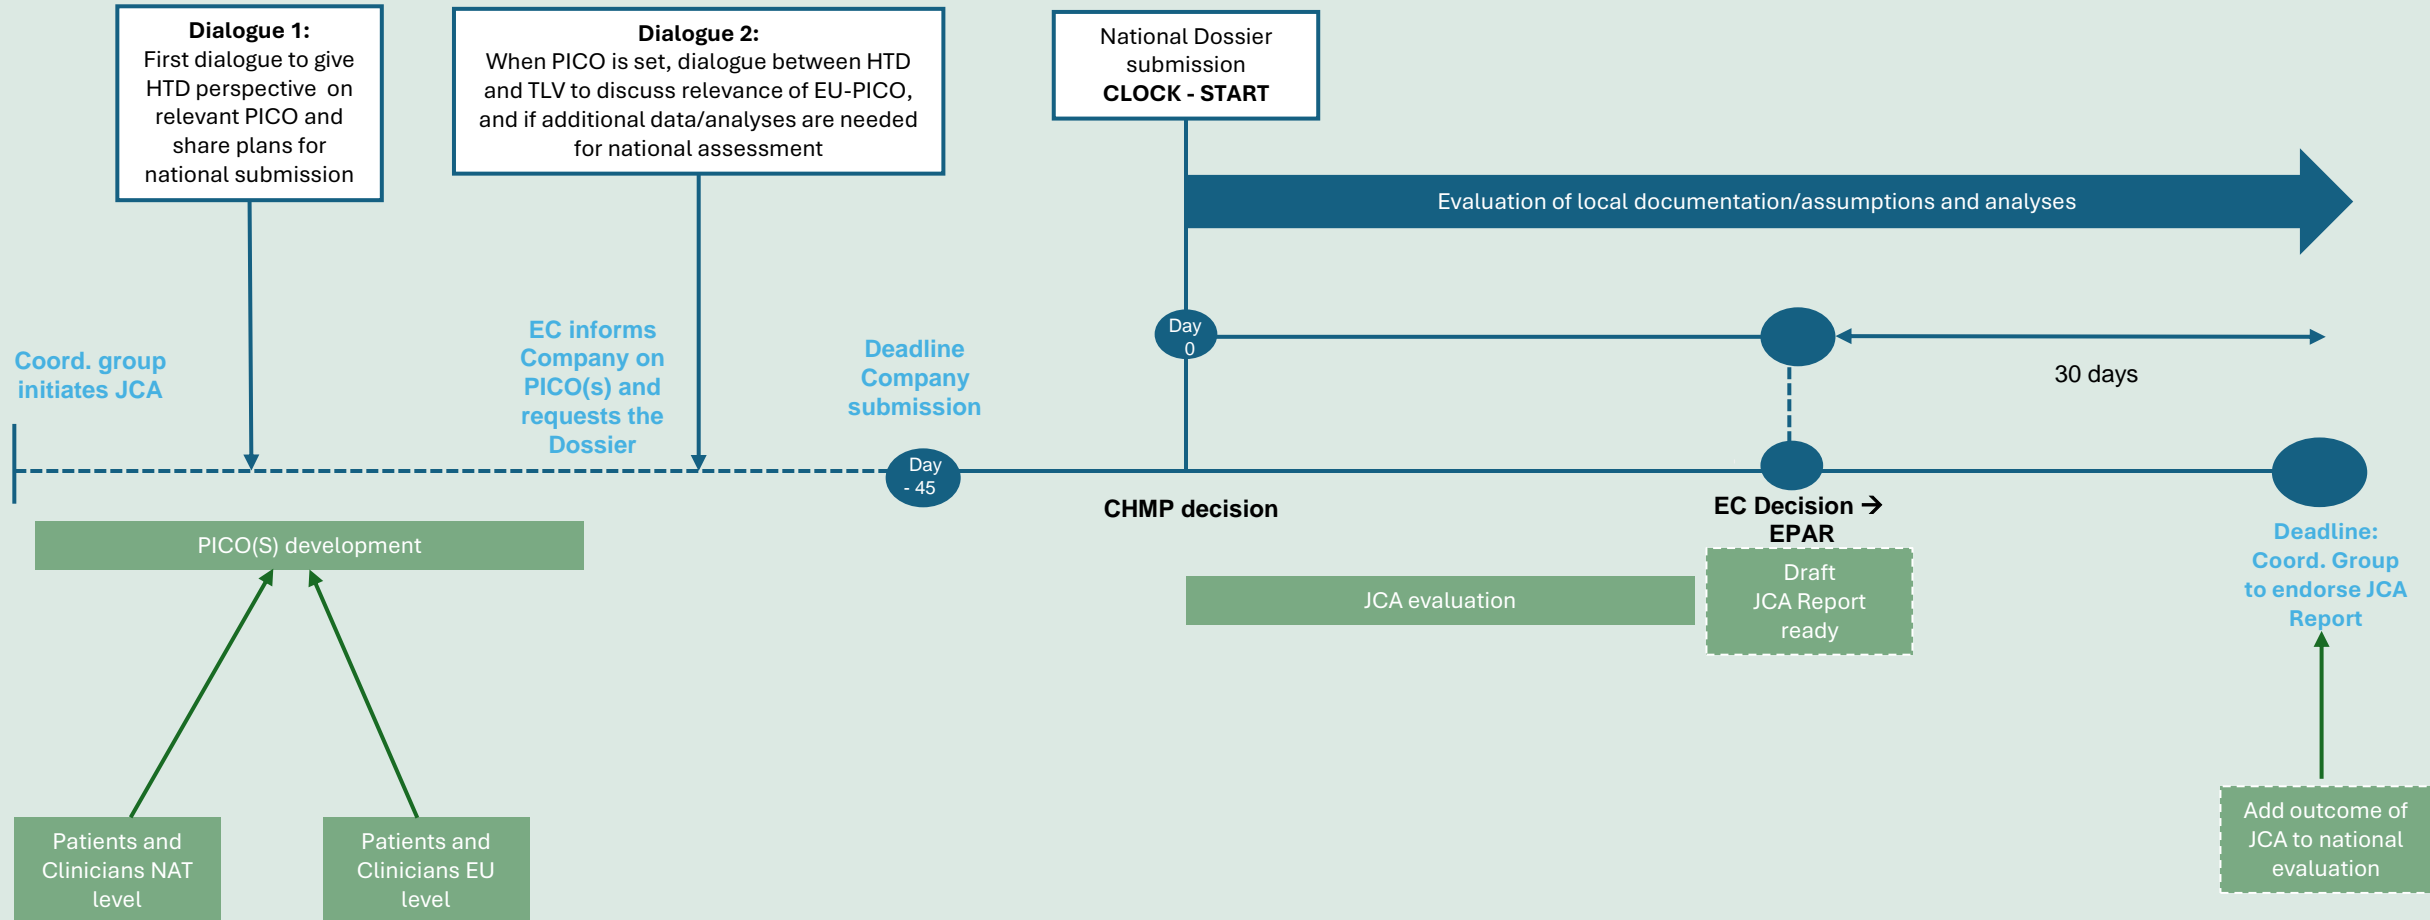 Dialogue 1:
First dialogue to give
HTD perspective on
relevant PICO and
share plans for
national submission
Dialogue 2:
When PICO is set, dialogue between HTD
and TLV to discuss relevance of EU-PICO,
and if additional data/analyses are needed
for national assessment
National Dossier
submission
CLOCK - START
Evaluation of local documentation/assumptions and analyses
Coord. group
initiates JCA
EC informs
Company on
PICO(s) and
requests the
Dossier
Deadline
Company
submission
Day
0
30 days
Day
- 45
CHMP decision
EC Decision →
EPAR
Deadline:
Coord. Group
to endorse JCA
Report
PICO(S) development
JCA evaluation
Draft
JCA Report
ready
Patients and
Clinicians NAT
level
Patients and
Clinicians EU
level
Add outcome of
JCA to national
evaluation